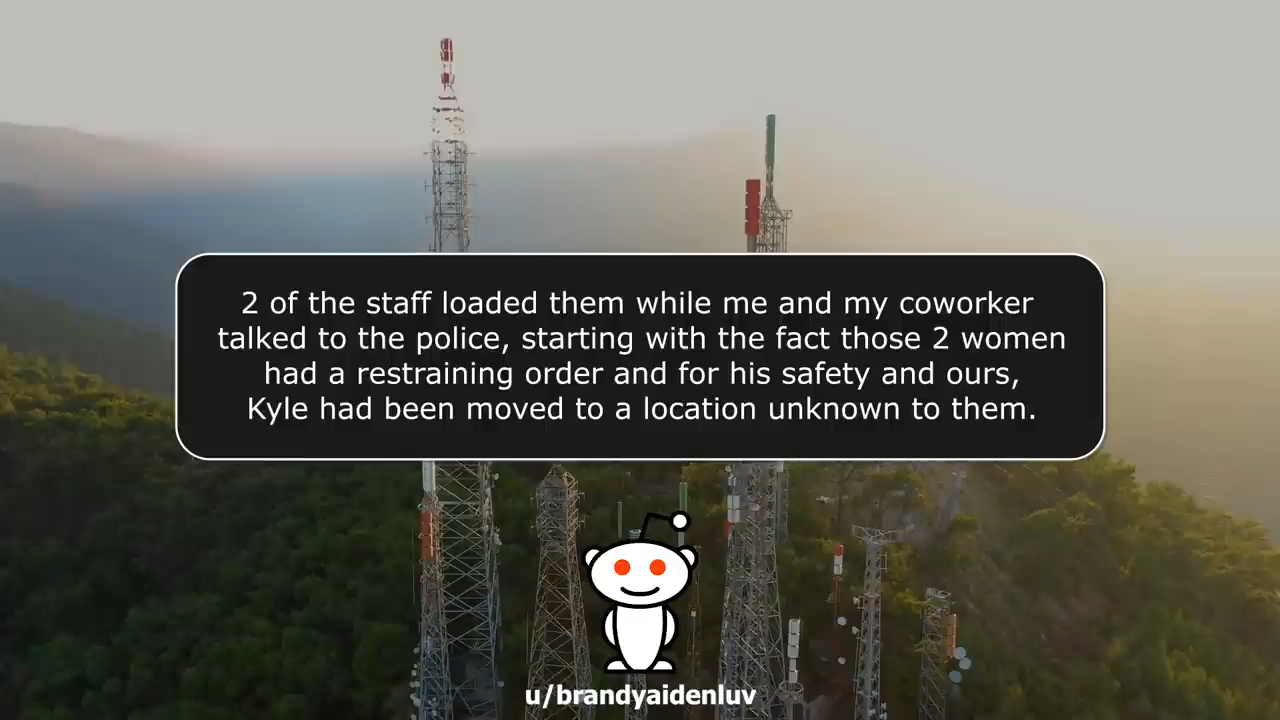 2 of the staff loaded them while me and my coworker
talked to the police, starting with the fact those 2 women
had a restraining order and for his safety and ours,
Kyle had been moved to a location unknown to them.
u/brandyaidenluv